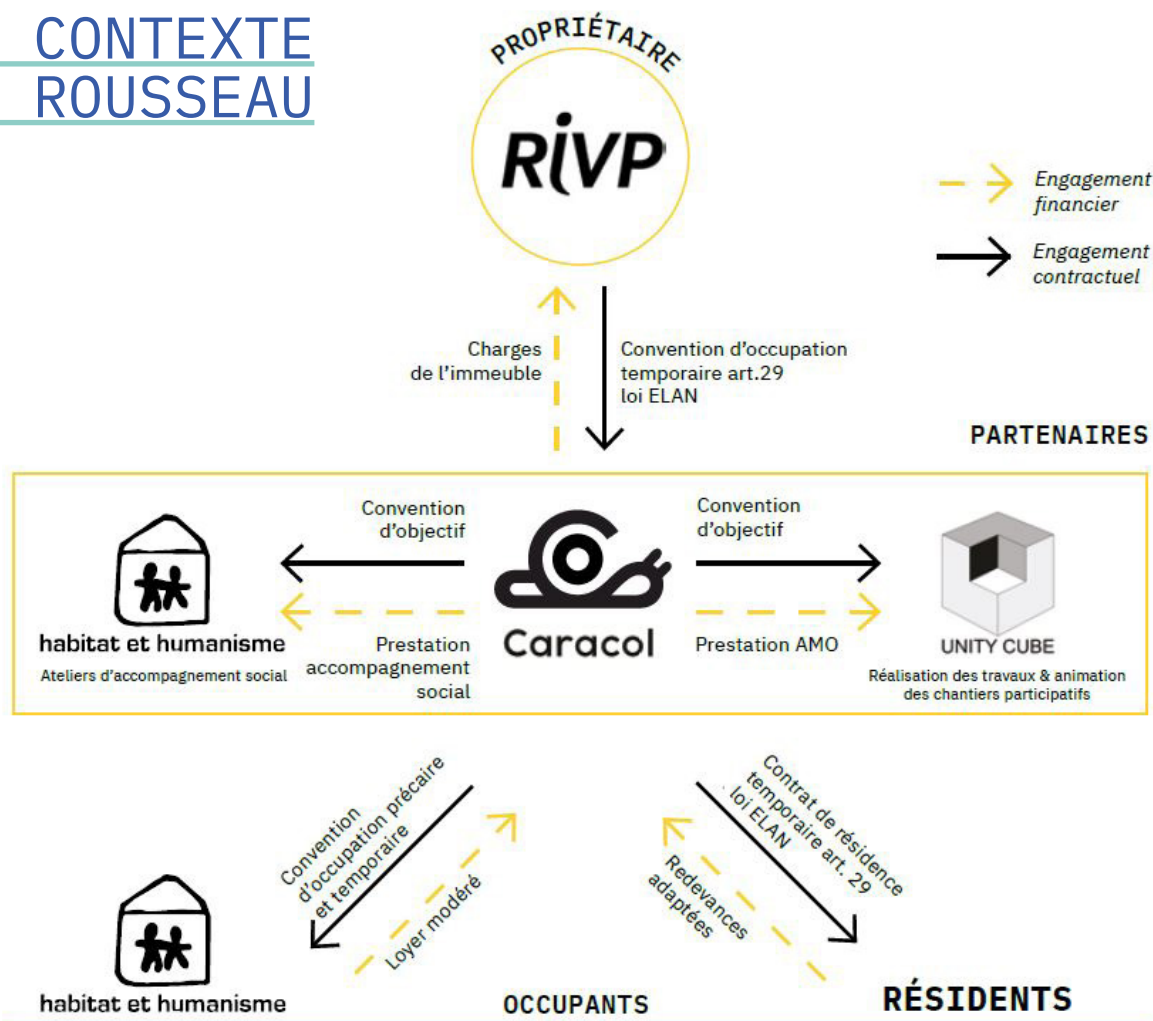 CONTEXTE
ROUSSEAU
PROPRIÉTAIRE
RiVP
Engagement
financier
Engagement
contractuel
Charges
de l'immeuble
Convention d'occupation
temporaire art.29
loi ELAN
PARTENAIRES
Convention
d'objectif
Convention
d'objectif
habitat et humanisme
Ateliers d'accompagnement social
Prestation
accompagnement
social
Caracol
Prestation AMO
UNITY CUBE
Réalisation des travaux & animation
des chantiers participatifs
Convention
d'occupation précaire
et temporaire
Loyer modéré
Contrat de résidence
temporaire art. 29
loi ELAN
Redevances
adaptées
habitat et humanisme
OCCUPANTS
RÉSIDENTS